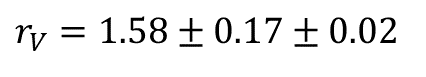 r_V = 1.58 ± 0.17 ± 0.02